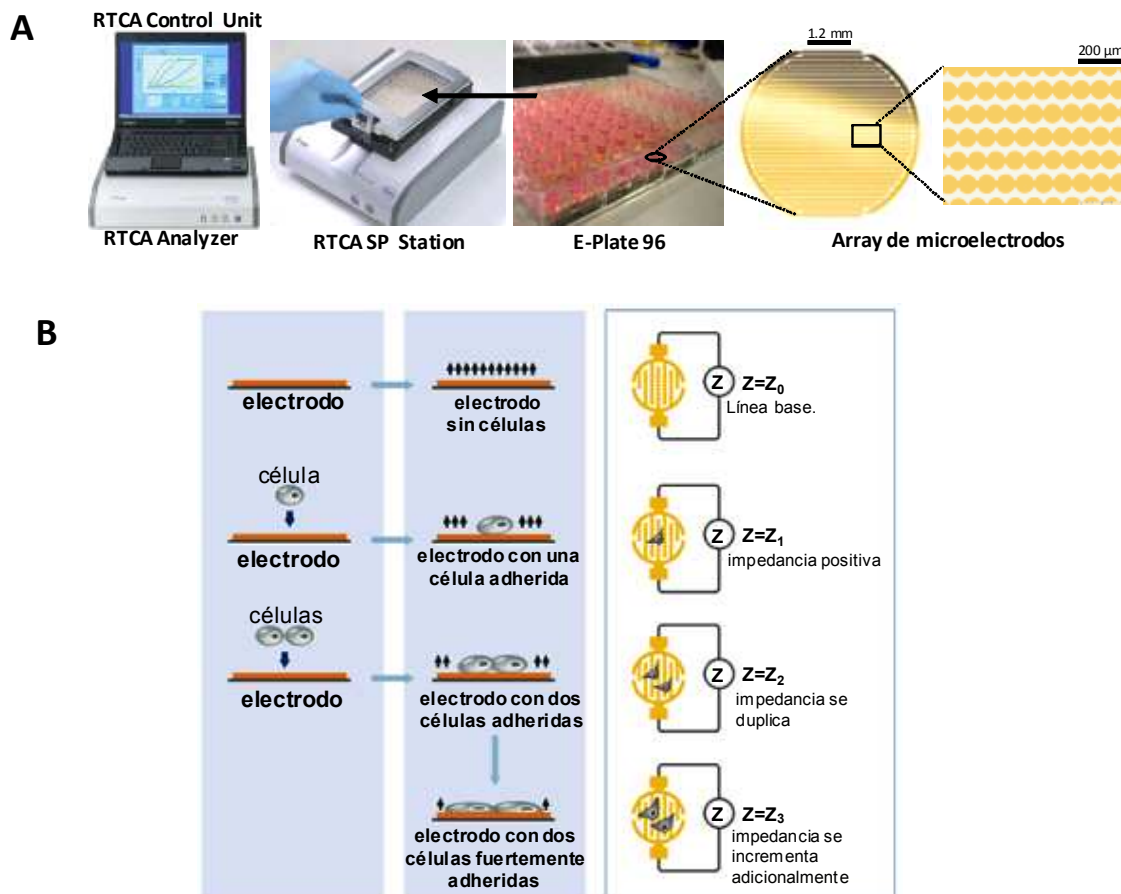 A
RTCA Control Unit
RTCA Analyzer
RTCA SP Station
E-Plate 96
1.2 mm
200 µm
Array de microelectrodos
B
electrodo
electrodo
sin células
Z
Z=Z0
Línea base.
célula
electrodo
electrodo con una
célula adherida
Z
Z=Z1
impedancia positiva
células
electrodo
electrodo con dos
células adheridas
Z
Z=Z2
impedancia se
duplica
electrodo con dos
células fuertemente
adheridas
Z
Z=Z3
impedancia se
incrementa
adicionalmente